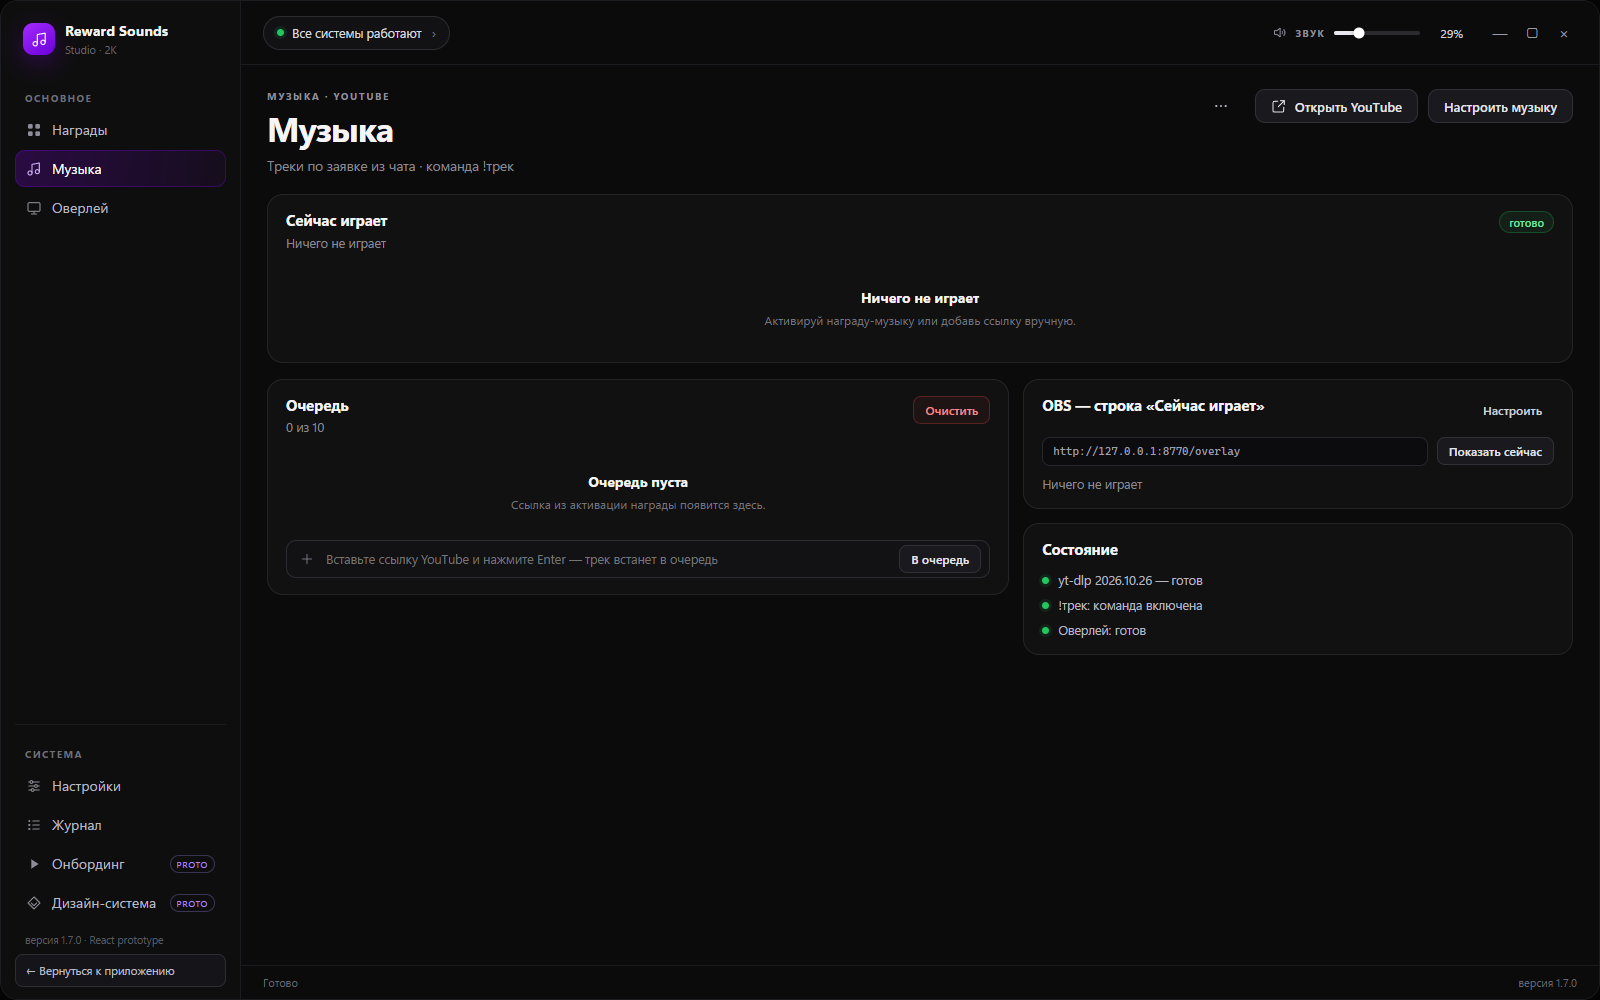 Reward Sounds
Studio · 2K
ОСНОВНОЕ
Награды
Музыка
Оверлей
СИСТЕМА
Настройки
Журнал
Онбординг PROTO
Дизайн-система PROTO
версия 1.7.0 · React prototype
← Вернуться к приложению
Все системы работают ›
ЗВУК 29%
МУЗЫКА · YOUTUBE
Музыка
Треки по заявке из чата · команда !трек
Открыть YouTube
Настроить музыку
Сейчас играет
Ничего не играет
готово
Ничего не играет
Активируй награду-музыку или добавь ссылку вручную.
Очередь
0 из 10
Очистить
Очередь пуста
Ссылка из активации награды появится здесь.
Вставьте ссылку YouTube и нажмите Enter — трек встанет в очередь
В очередь
OBS — строка «Сейчас играет»
Настроить
http://127.0.0.1:8770/overlay
Показать сейчас
Ничего не играет
Состояние
yt-dlp 2026.10.26 — готов
!трек: команда включена
Оверлей: готов
Готово
версия 1.7.0